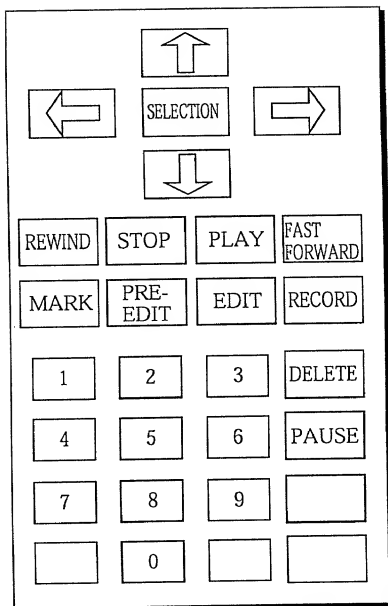 SELECTION
REWIND STOP PLAY FAST FORWARD
MARK PRE-EDIT EDIT RECORD
1 2 3 DELETE
4 5 6 PAUSE
7 8 9
0